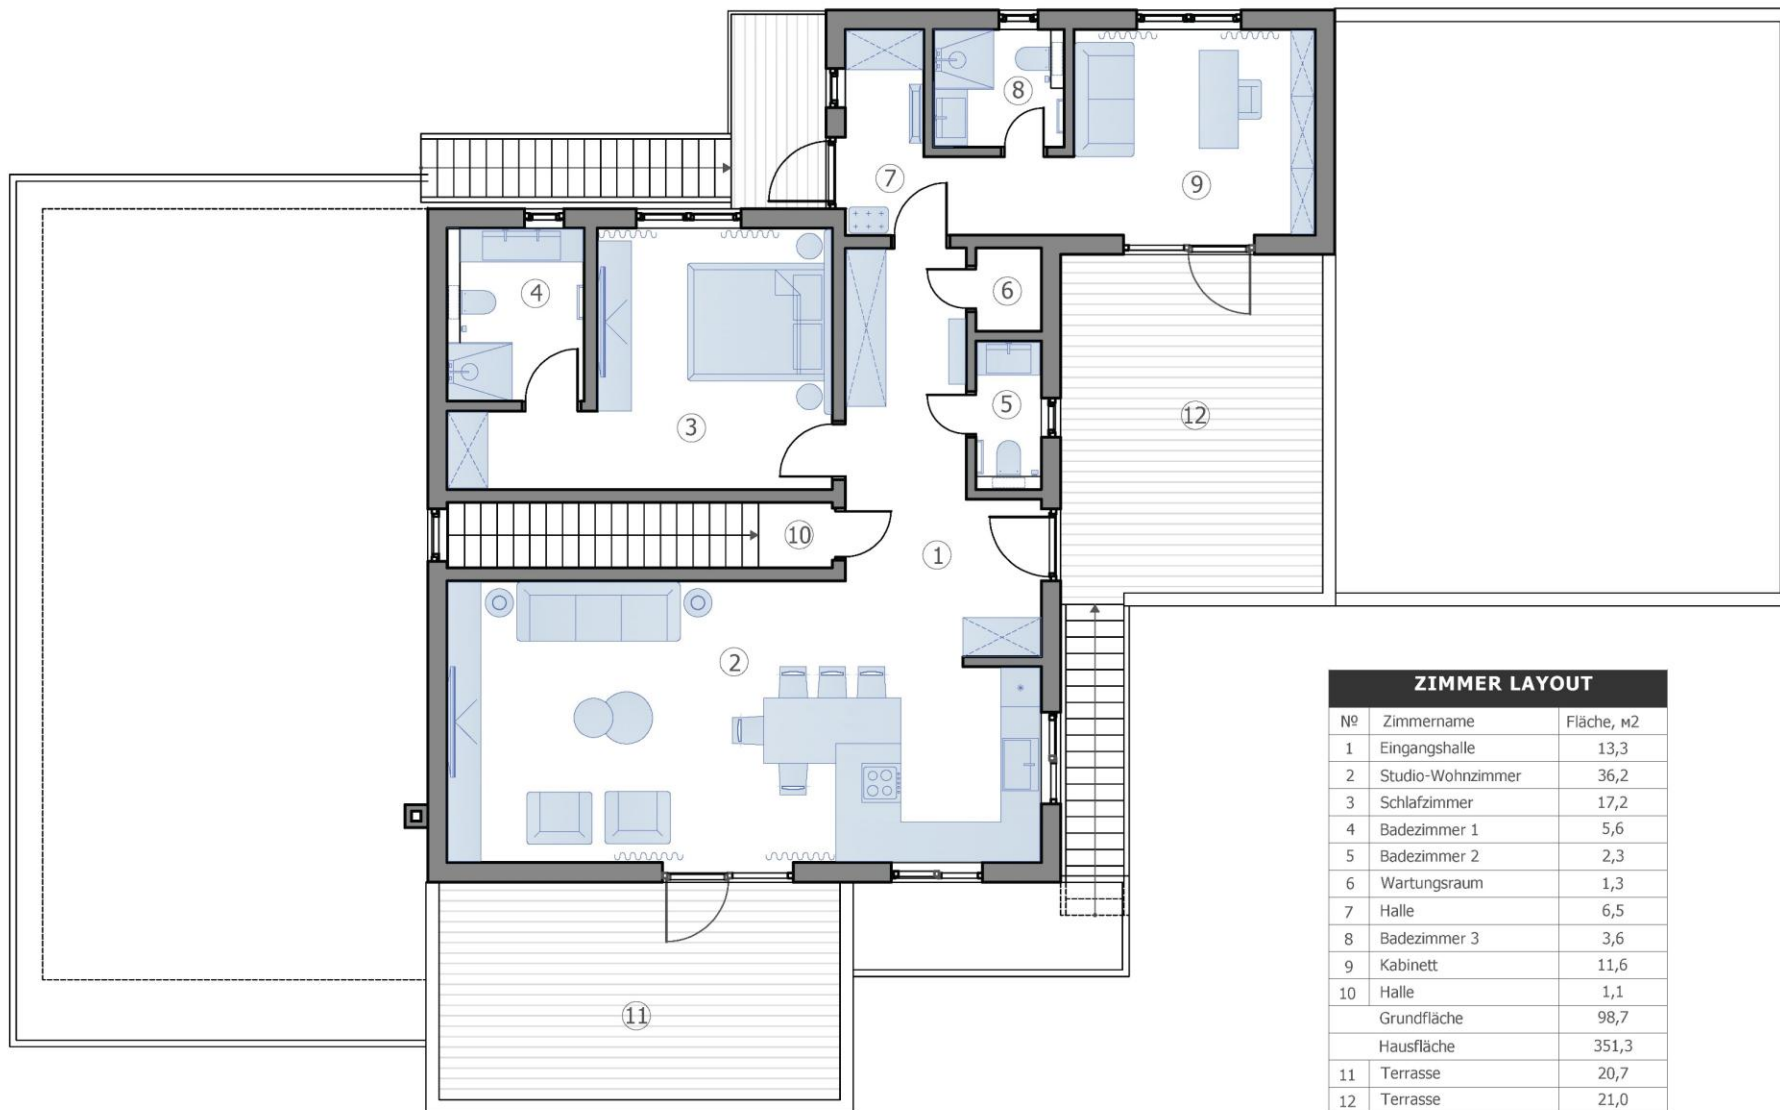 8
7
9
4
6
5
3
12
10
1
2
11
ZIMMER LAYOUT
№ Zimmername Fläche, м2
1 Eingangshalle 13,3
2 Studio-Wohnzimmer 36,2
3 Schlafzimmer 17,2
4 Badezimmer 1 5,6
5 Badezimmer 2 2,3
6 Wartungsraum 1,3
7 Halle 6,5
8 Badezimmer 3 3,6
9 Kabinett 11,6
10 Halle 1,1
Grundfläche 98,7
Hausfläche 351,3
11 Terrasse 20,7
12 Terrasse 21,0